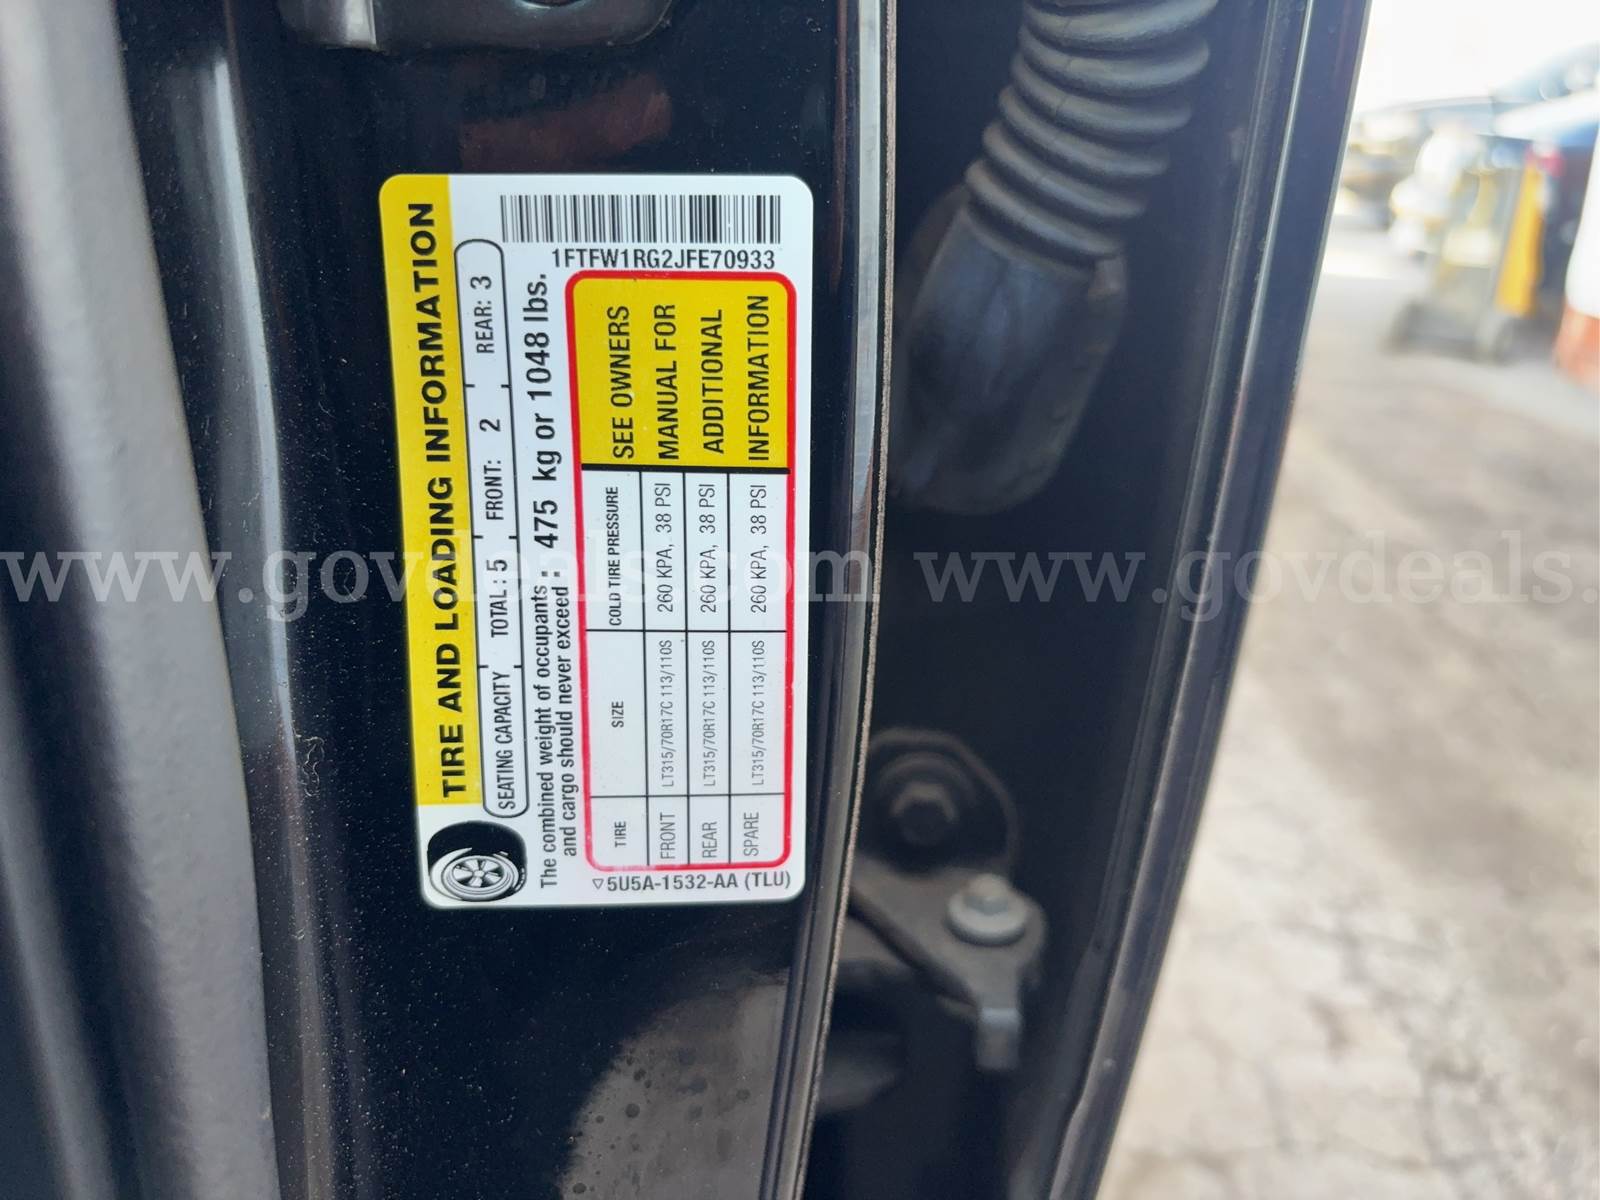 TIRE AND LOADING INFORMATION
SEATING CAPACITY TOTAL: 5 FRONT: 2 REAR: 3
The combined weight of occupants and cargo should never exceed : 475 kg or 1048 lbs.
1FTFW1RG2JFE70933
TIRE SIZE COLD TIRE PRESSURE
FRONT LT315/70R17C 113/110S 260 KPA, 38 PSI
REAR LT315/70R17C 113/110S 260 KPA, 38 PSI
SPARE LT315/70R17C 113/110S 260 KPA, 38 PSI
SEE OWNERS
MANUAL FOR
ADDITIONAL
INFORMATION
▽5U5A-1532-AA (TLU)
www.govdeals.com www.govdeals.